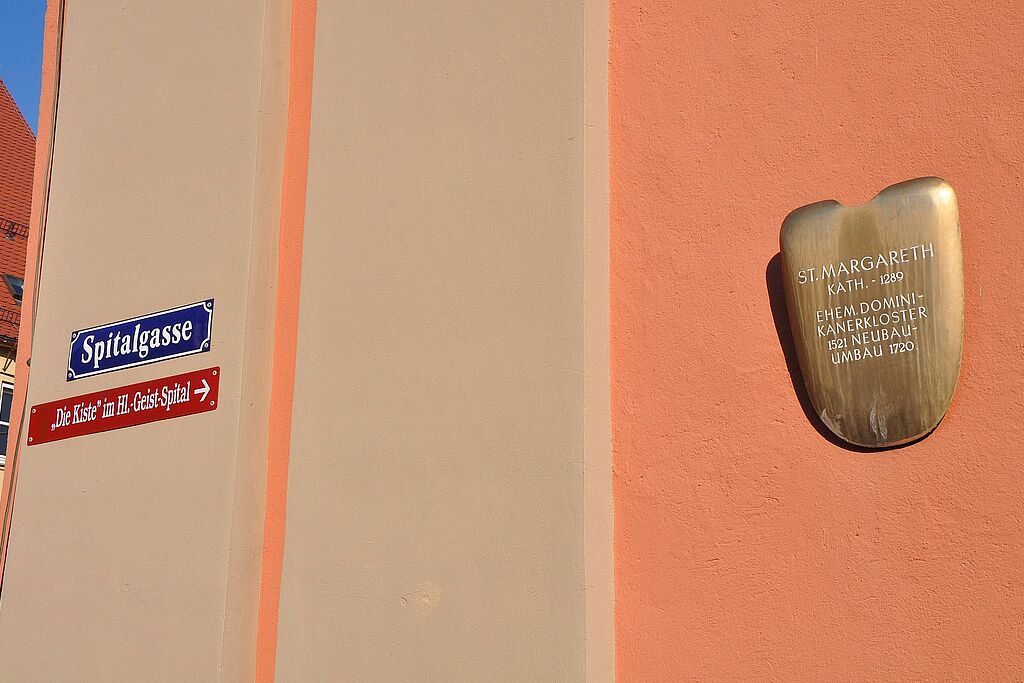 Spitalgasse
„Die Kiste" im Hl.-Geist-Spital →
ST. MARGARETH
KATH. - 1289
EHEM. DOMINI-
KANERKLOSTER
1521 NEUBAU-
UMBAU 1720.